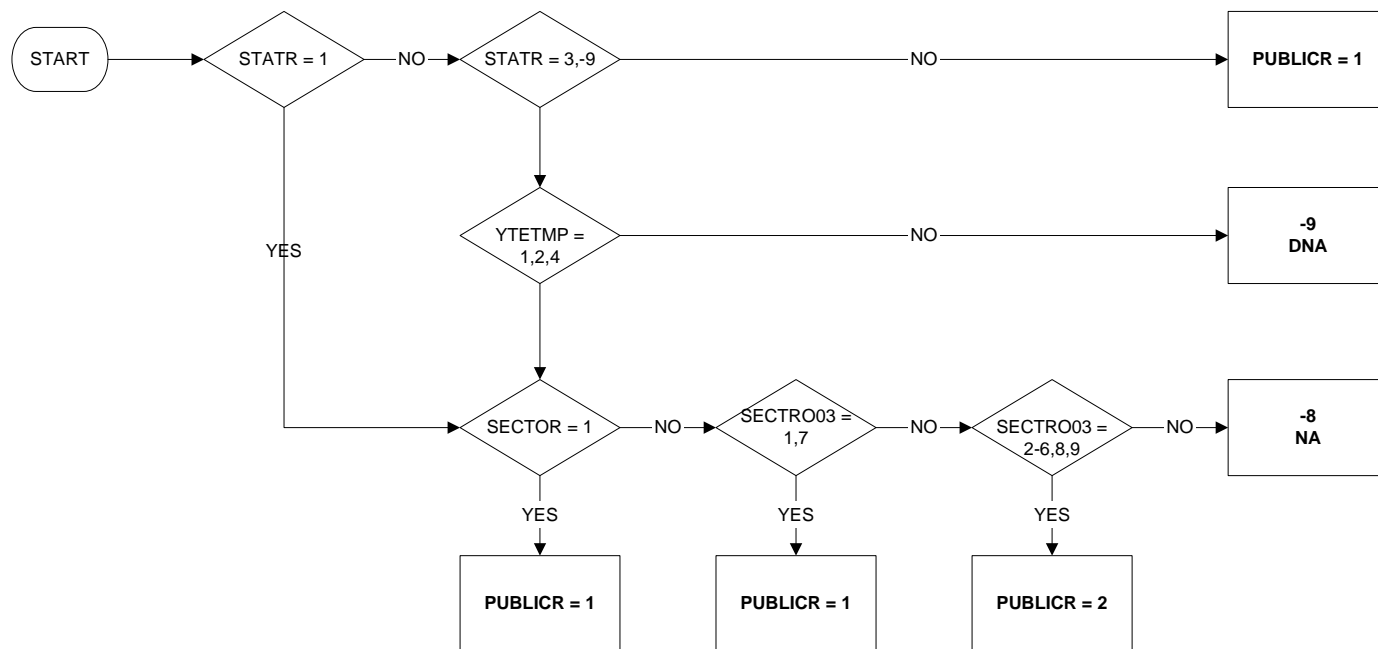 START
STATR = 1
NO
STATR = 3,-9
NO
PUBLICR = 1
YES
YTETMP =
1,2,4
NO
-9
DNA
SECTOR = 1
NO
SECTRO03 =
1,7
NO
SECTRO03 =
2-6,8,9
NO
-8
NA
YES
YES
YES
PUBLICR = 1
PUBLICR = 1
PUBLICR = 2